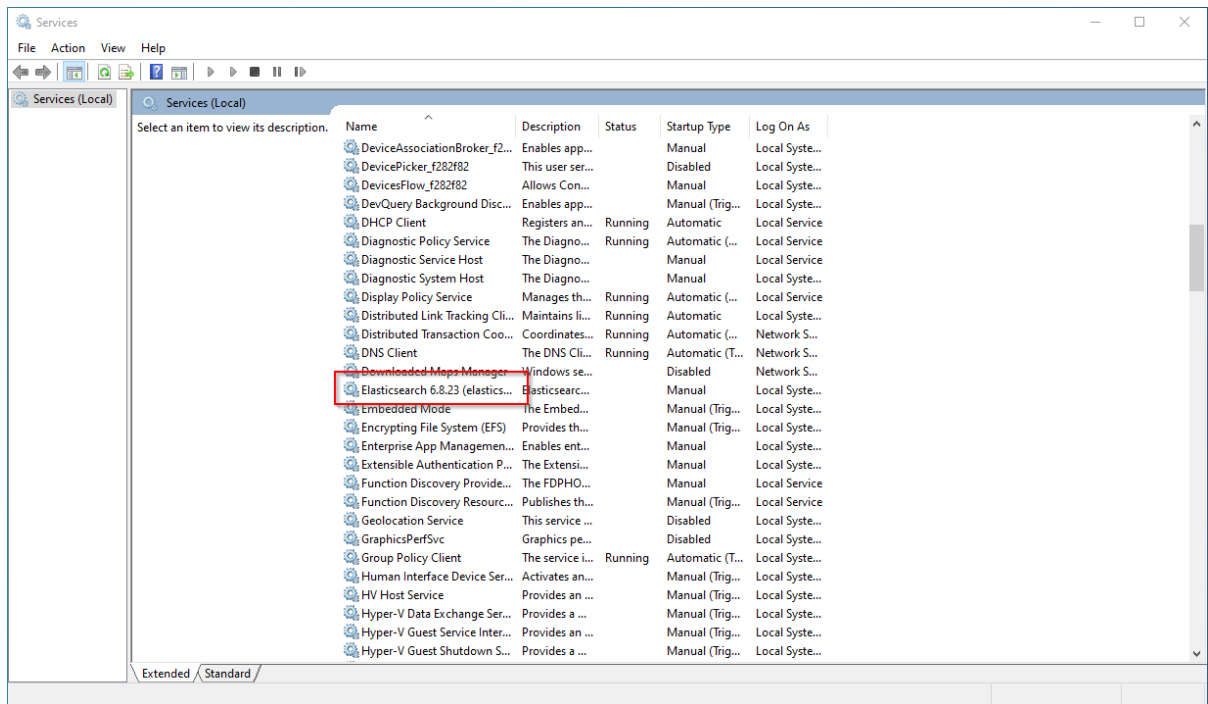 Services
File Action View Help
Services (Local)
Services (Local)
Select an item to view its description.
Name Description Status Startup Type Log On As
DeviceAssociationBroker_f2... Enables app... Manual Local Syste...
DevicePicker_f282f82 This user ser... Disabled Local Syste...
DevicesFlow_f282f82 Allows Con... Manual Local Syste...
DevQuery Background Disc... Enables app... Manual (Trig... Local Syste...
DHCP Client Registers an... Running Automatic Local Service
Diagnostic Policy Service The Diagno... Running Automatic (... Local Service
Diagnostic Service Host The Diagno... Manual Local Service
Diagnostic System Host The Diagno... Manual Local Syste...
Display Policy Service Manages th... Running Automatic (... Local Service
Distributed Link Tracking Cli... Maintains li... Running Automatic Local Syste...
Distributed Transaction Coo... Coordinates... Running Automatic (... Network S...
DNS Client The DNS Cli... Running Automatic (T... Network S...
Downloaded Maps Manager Windows se... Disabled Network S...
Elasticsearch 6.8.23 (elastics... Elasticsearc... Manual Local Syste...
Embedded Mode The Embed... Manual (Trig... Local Syste...
Encrypting File System (EFS) Provides th... Manual (Trig... Local Syste...
Enterprise App Managemen... Enables ent... Manual Local Syste...
Extensible Authentication P... The Extensi... Manual Local Syste...
Function Discovery Provide... The FDPHO... Manual Local Service
Function Discovery Resourc... Publishes th... Manual (Trig... Local Service
Geolocation Service This service ... Disabled Local Syste...
GraphicsPerfSvc Graphics pe... Disabled Local Syste...
Group Policy Client The service i... Running Automatic (T... Local Syste...
Human Interface Device Ser... Activates an... Manual (Trig... Local Syste...
HV Host Service Provides an ... Manual (Trig... Local Syste...
Hyper-V Data Exchange Ser... Provides a ... Manual (Trig... Local Syste...
Hyper-V Guest Service Inter... Provides an ... Manual (Trig... Local Syste...
Hyper-V Guest Shutdown S... Provides a ... Manual (Trig... Local Syste...
Extended Standard